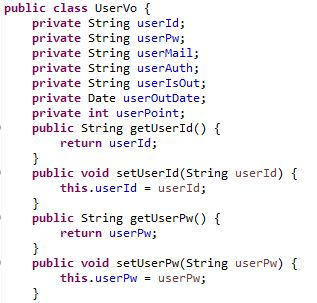 public class UserVo {
    private String userId;
    private String userPw;
    private String userMail;
    private String userAuth;
    private String userIsOut;
    private Date userOutDate;
    private int userPoint;
    public String getUserId() {
        return userId;
    }
    public void setUserId(String userId) {
        this.userId = userId;
    }
    public String getUserPw() {
        return userPw;
    }
    public void setUserPw(String userPw) {
        this.userPw = userPw;
    }